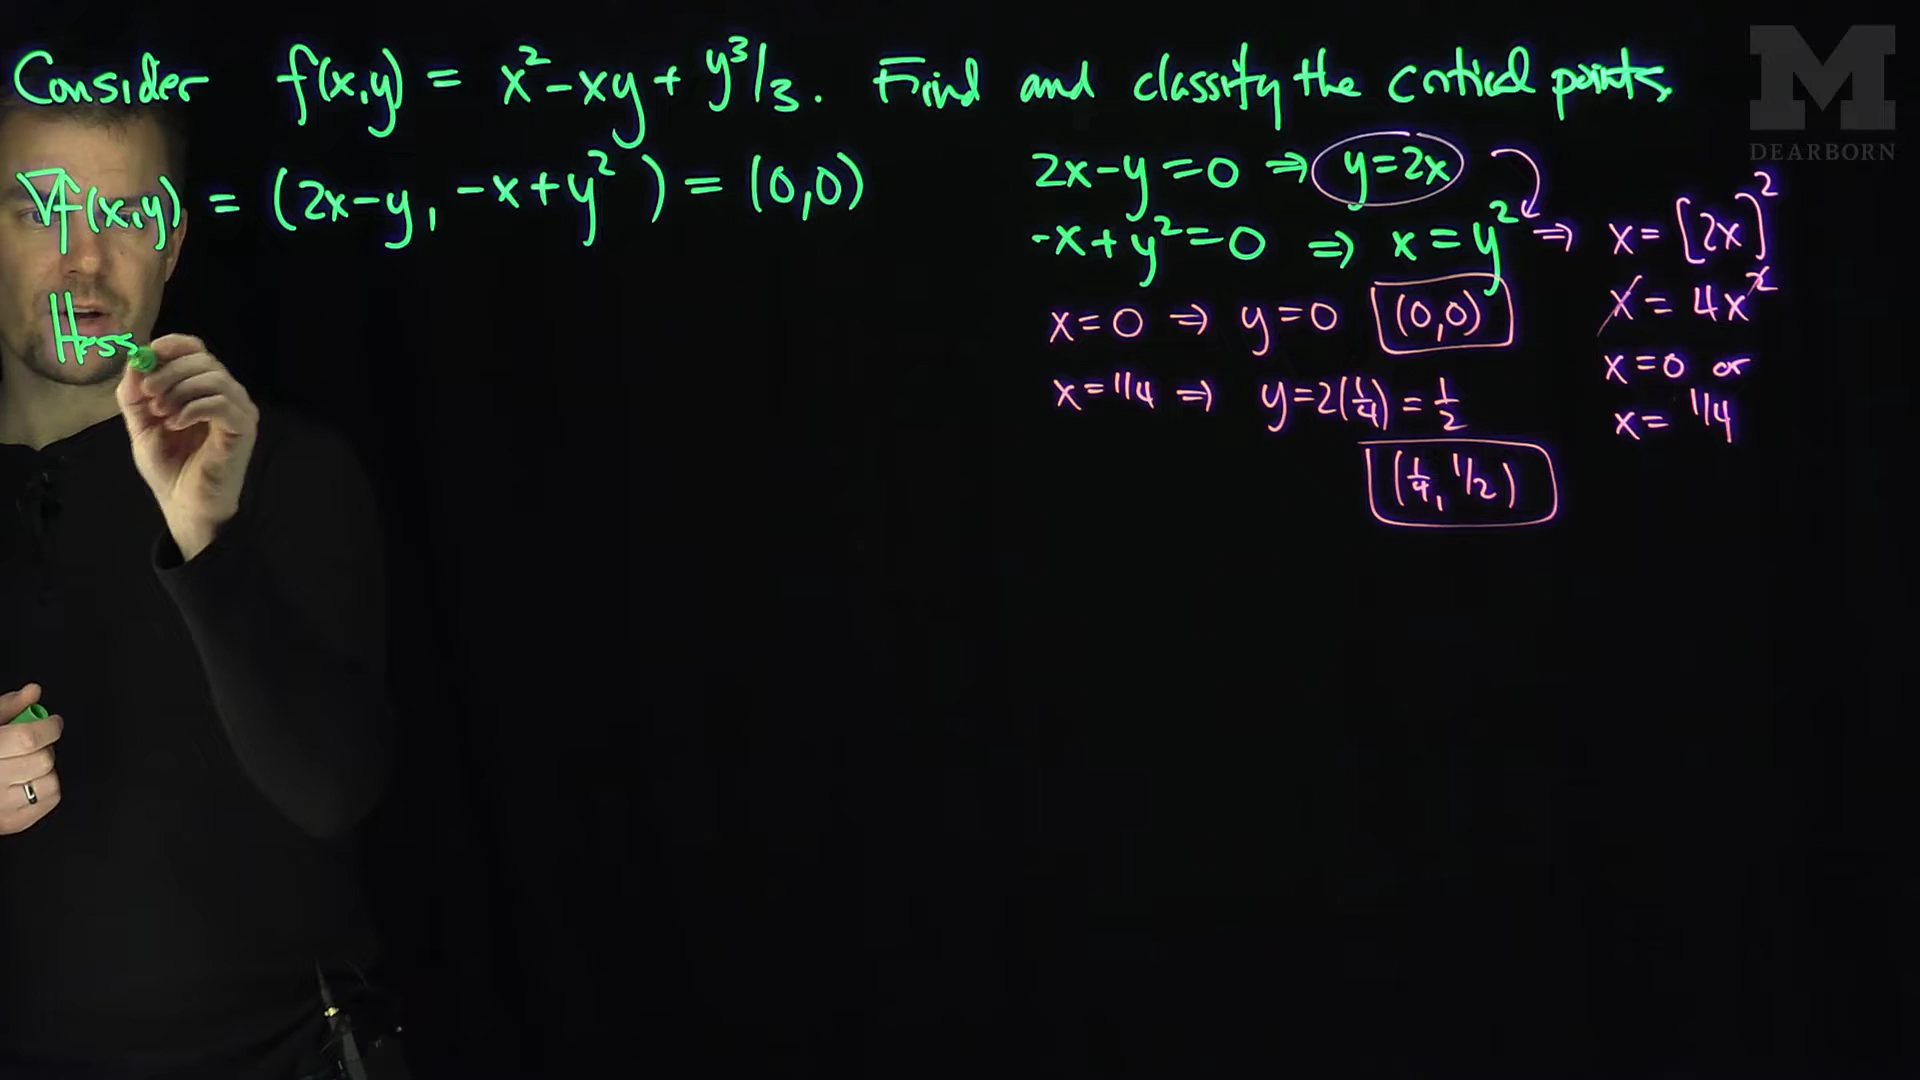 Consider f(x,y) = x² - xy + y³/3. Find and classify the critical points.
∇f(x,y) = (2x-y, -x+y²) = (0,0)
Hess
2x-y=0 ⇒ y=2x
-x+y²=0 ⇒ x=y² ⇒ x=[2x]²
x=4x²
x=0 or
x=1/4
x=0 ⇒ y=0 (0,0)
x=1/4 ⇒ y=2(1/4)=1/2
(1/4, 1/2)
M
DEARBORN